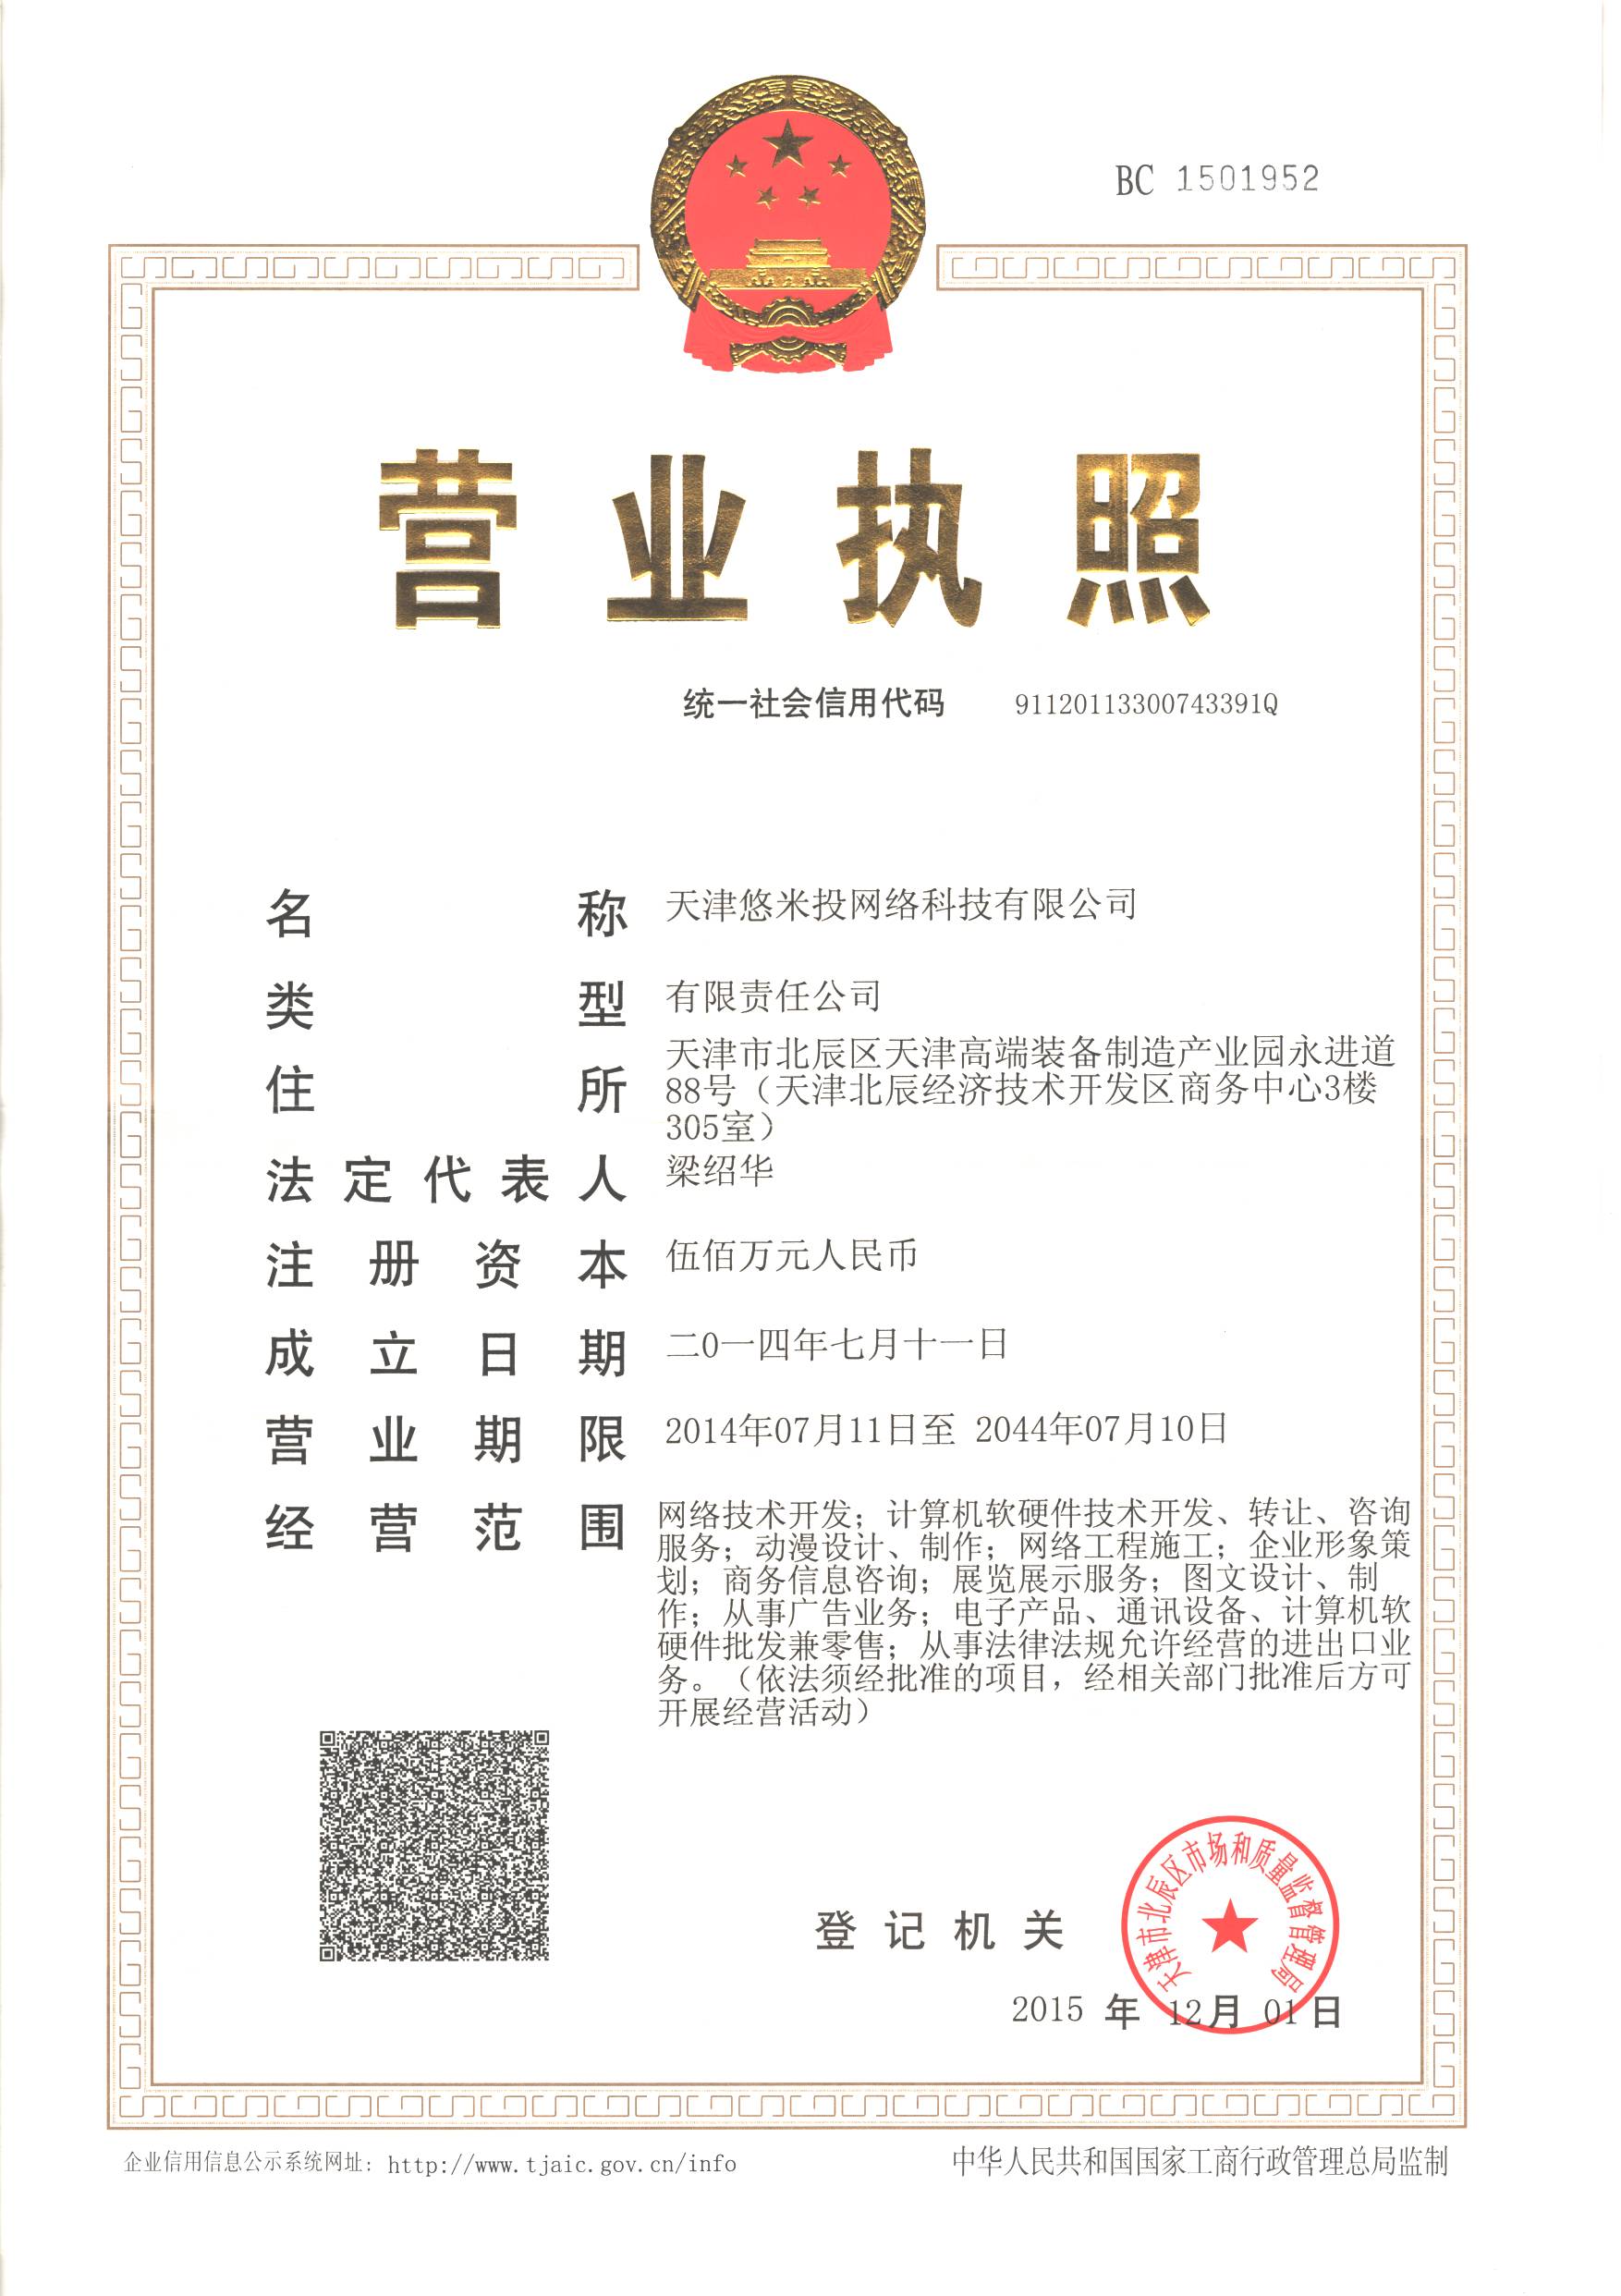 BC 1501952
营业执照
统一社会信用代码 91120113300743391Q
名称 天津悠米投网络科技有限公司
类型 有限责任公司
住所 天津市北辰区天津高端装备制造产业园永进道
88号（天津北辰经济技术开发区商务中心3楼
305室）
法定代表人 梁绍华
注册资本 伍佰万元人民币
成立日期 二0一四年七月十一日
营业期限 2014年07月11日至 2044年07月10日
经营范围 网络技术开发；计算机软硬件技术开发、转让、咨询
服务；动漫设计、制作；网络工程施工；企业形象策
划；商务信息咨询；展览展示服务；图文设计、制
作；从事广告业务；电子产品、通讯设备、计算机软
硬件批发兼零售；从事法律法规允许经营的进出口业
务。（依法须经批准的项目，经相关部门批准后方可
开展经营活动）
天津市北辰区市场和质量监督管理局
登记机关
2015 年 12月 01日
企业信用信息公示系统网址：http://www.tjaic.gov.cn/info
中华人民共和国国家工商行政管理总局监制